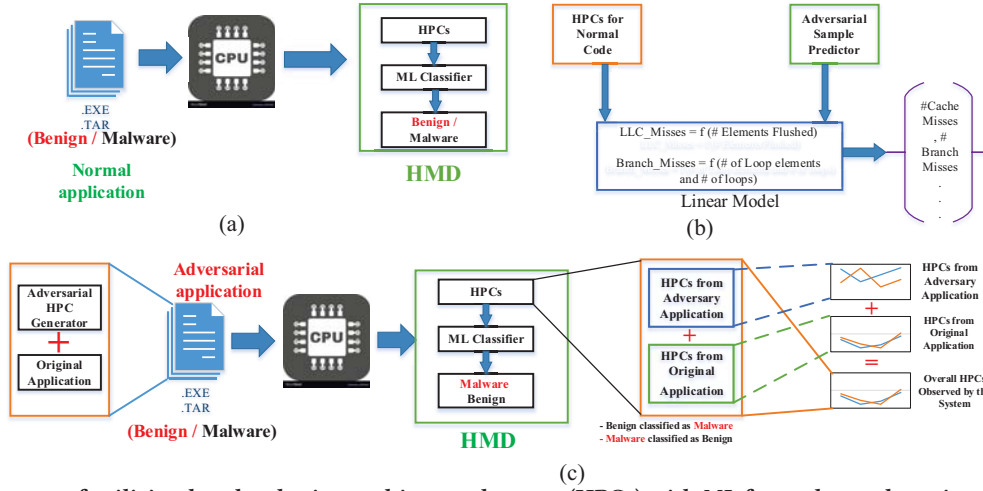 .EXE
.TAR
(Benign / Malware)
Normal
application
CPU
HPCs
ML Classifier
Benign /
Malware
HMD
(a)
HPCs for
Normal
Code
Adversarial
Sample
Predictor
LLC_Misses = f (# Elements Flushed)
Branch_Misses = f (# of Loop elements
and # of loops)
Linear Model
#Cache
Misses
, #
Branch
Misses
.
.
.
(b)
Adversarial
HPC
Generator
+
Original
Application
Adversarial
application
.EXE
.TAR
(Benign / Malware)
CPU
HPCs
ML Classifier
Malware
Benign
HMD
HPCs from
Adversary
Application
+
HPCs from
Original
Application
- Benign classified as Malware
- Malware classified as Benign
HPCs from
Adversary
Application
+
HPCs from
Original
Application
=
Overall HPCs
Observed by th
System
(c)